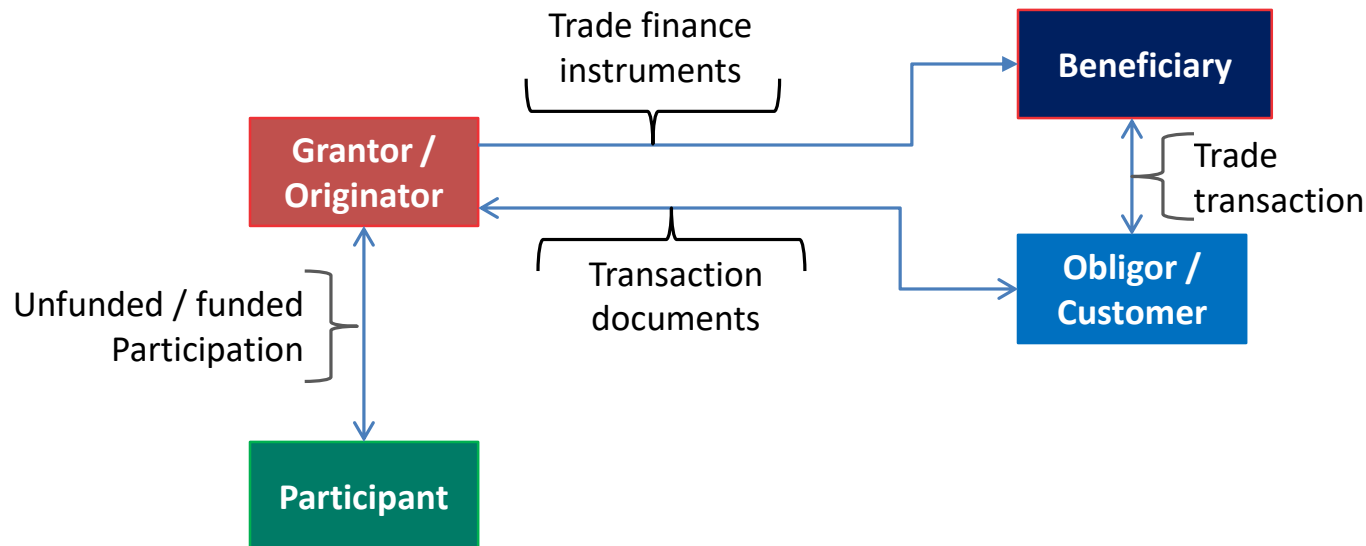 Trade finance
instruments
Beneficiary
Grantor /
Originator
Trade
transaction
Transaction
documents
Obligor /
Customer
Unfunded / funded
Participation
Participant